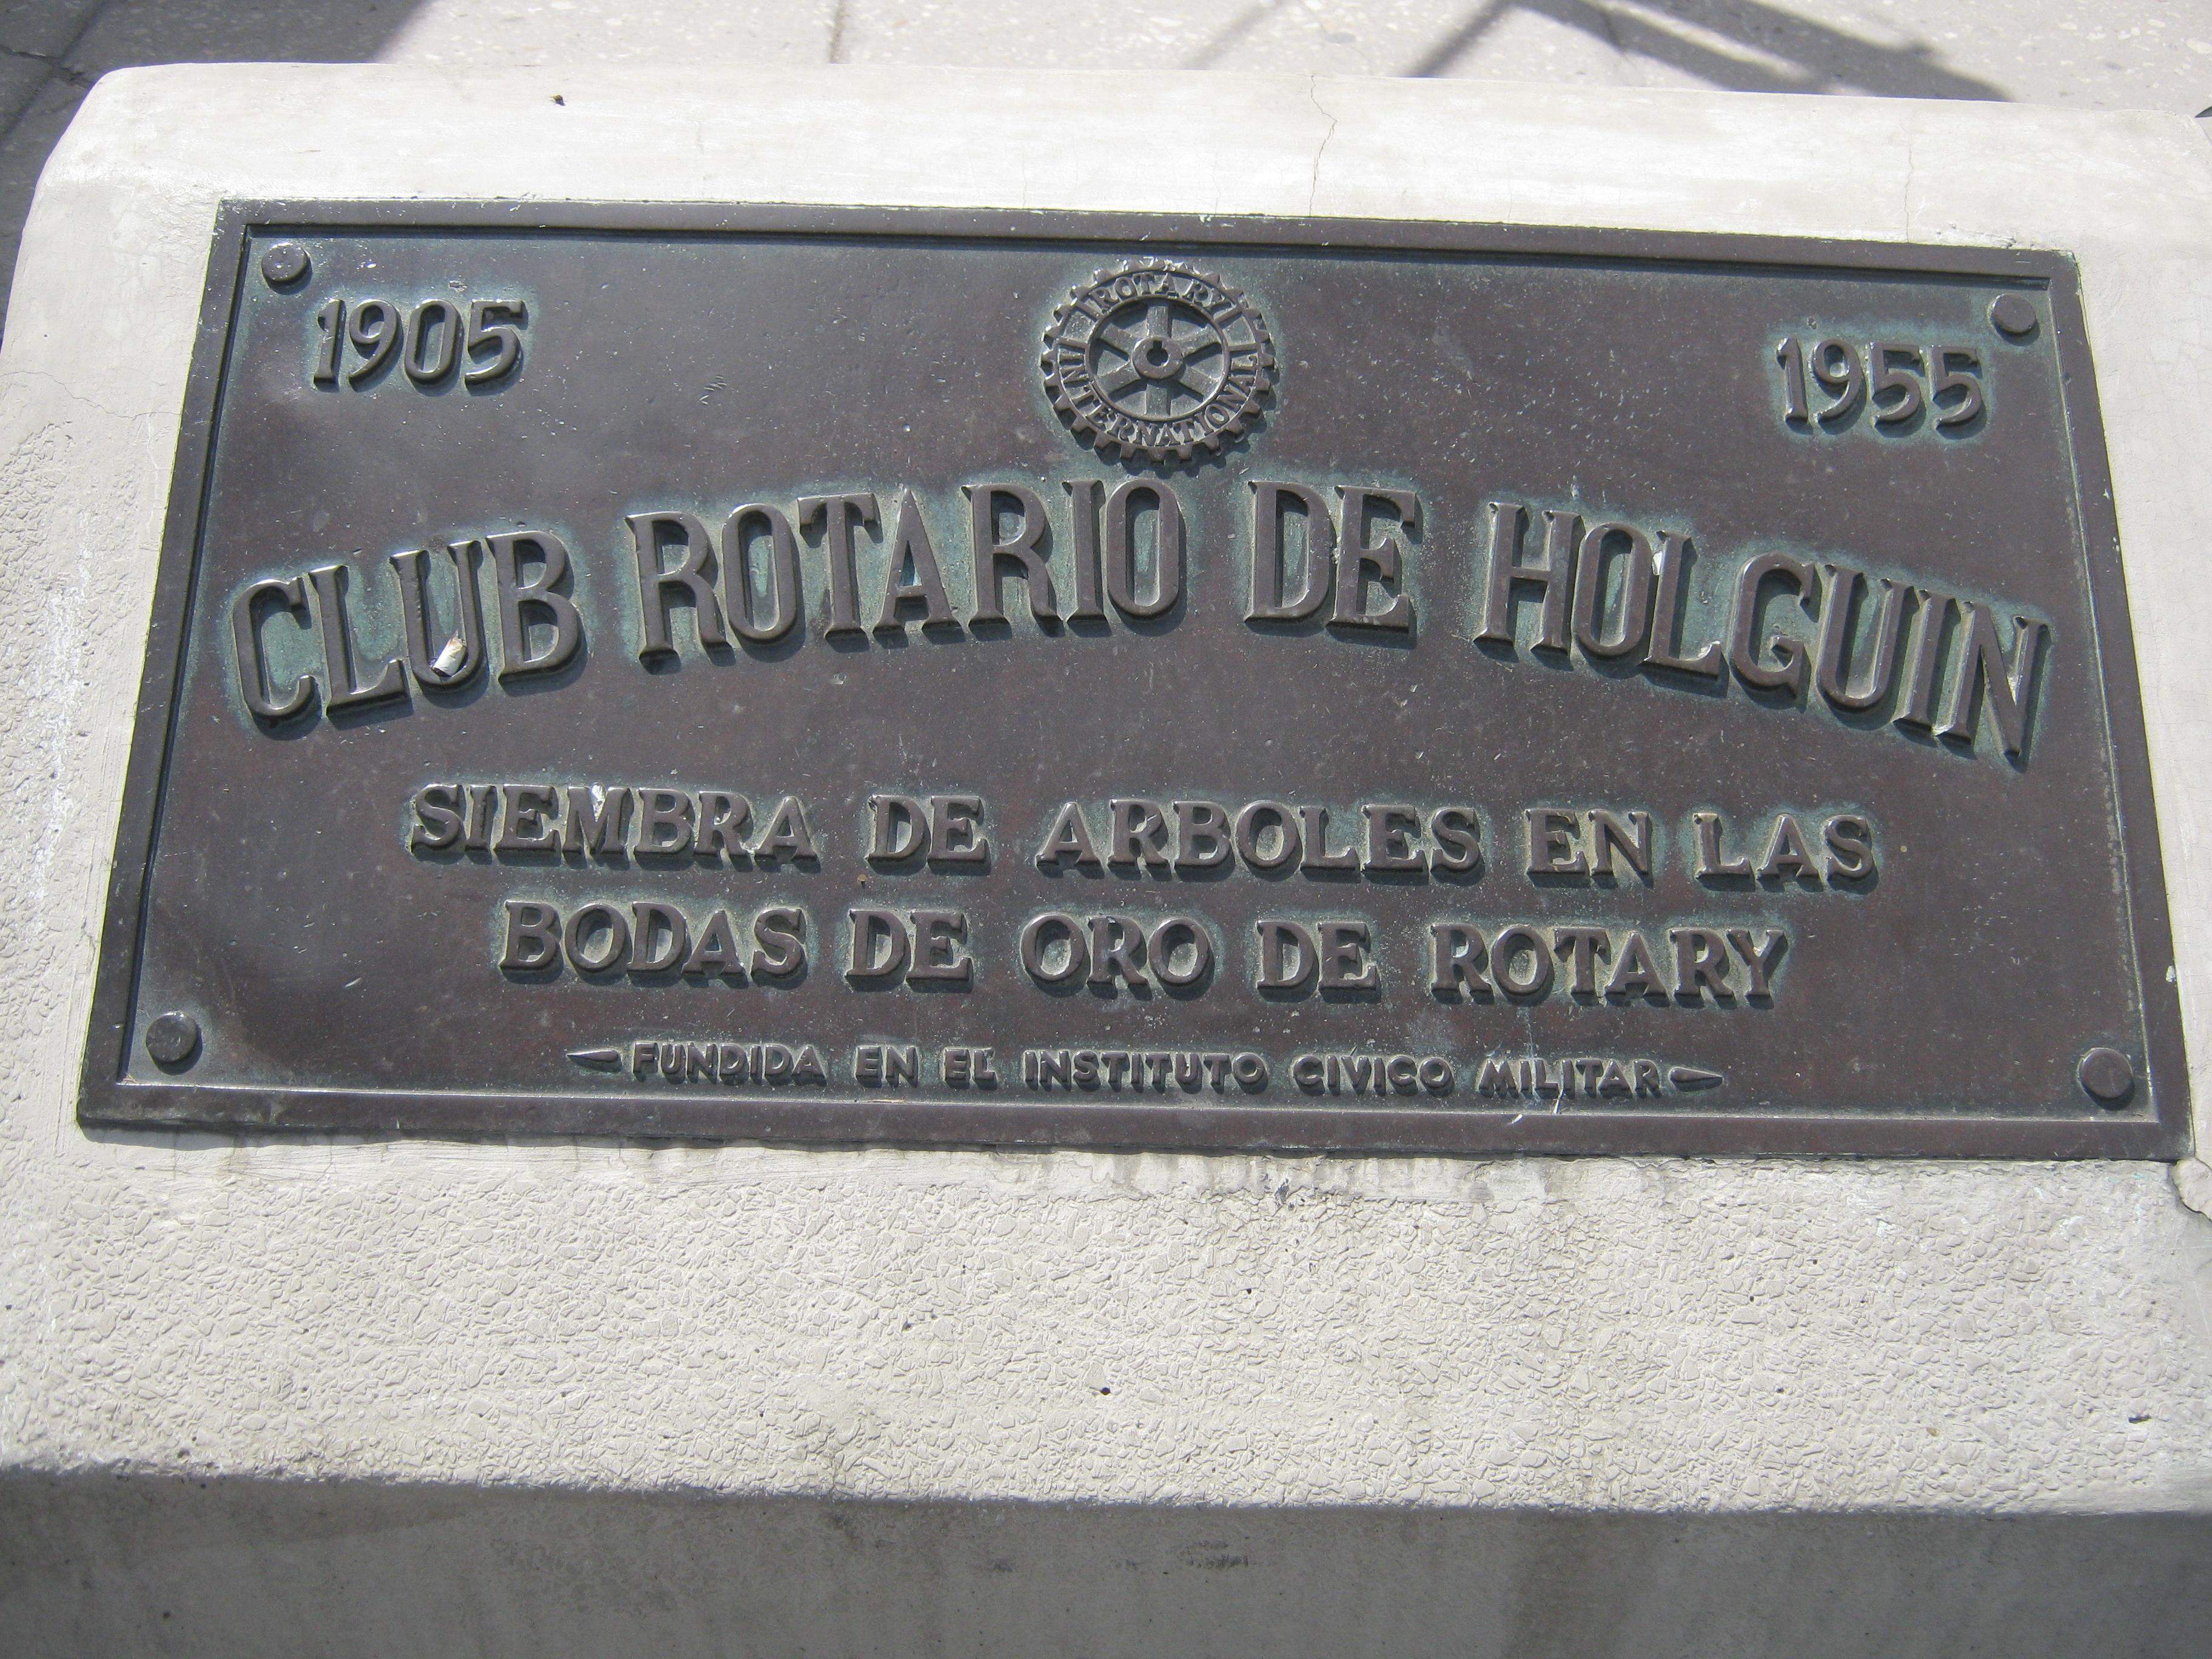 1905
ROTARY
INTERNATIONAL
1955
CLUB ROTARIO DE HOLGUIN
SIEMBRA DE ARBOLES EN LAS
BODAS DE ORO DE ROTARY
FUNDIDA EN EL INSTITUTO CIVICO MILITAR